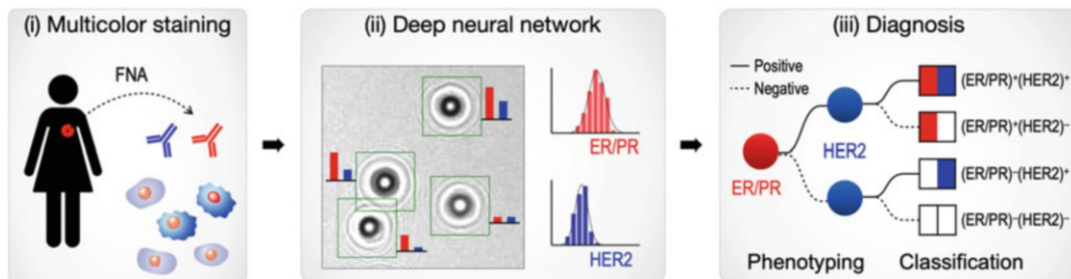 (i) Multicolor staining
FNA
(ii) Deep neural network
ER/PR
HER2
(iii) Diagnosis
Positive
Negative
ER/PR
HER2
(ER/PR)⁺(HER2)⁺
(ER/PR)⁺(HER2)⁻
(ER/PR)⁻(HER2)⁺
(ER/PR)⁻(HER2)⁻
Phenotyping Classification